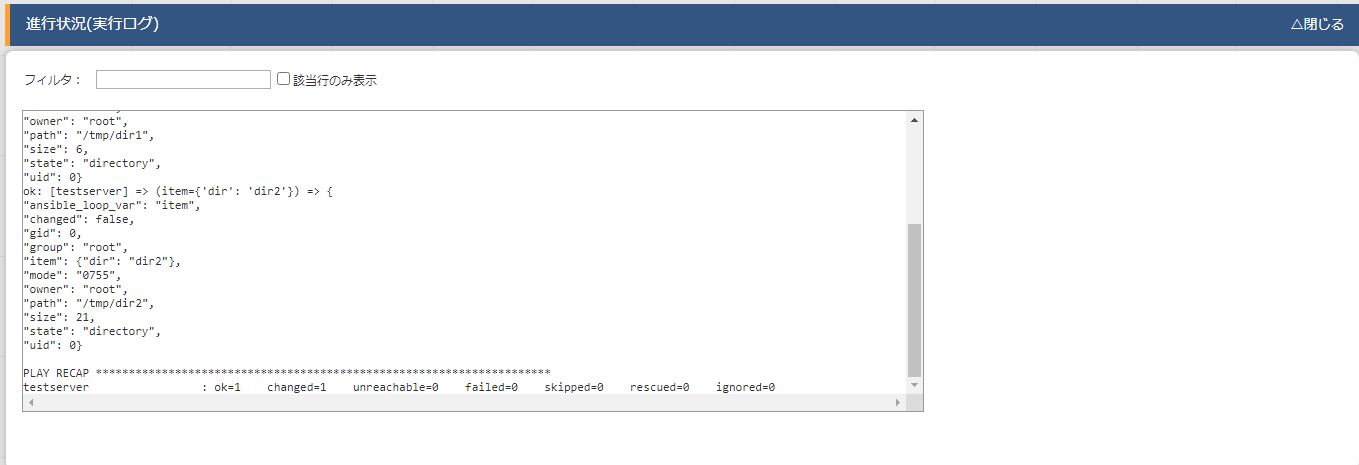 進行状況(実行ログ)
△閉じる
フィルタ：
該当行のみ表示
"owner": "root",
"path": "/tmp/dir1",
"size": 6,
"state": "directory",
"uid": 0}
ok: [testserver] => (item={'dir': 'dir2'}) => {
"ansible_loop_var": "item",
"changed": false,
"gid": 0,
"group": "root",
"item": {"dir": "dir2"},
"mode": "0755",
"owner": "root",
"path": "/tmp/dir2",
"size": 21,
"state": "directory",
"uid": 0}
PLAY RECAP *********************************************************************
testserver : ok=1 changed=1 unreachable=0 failed=0 skipped=0 rescued=0 ignored=0